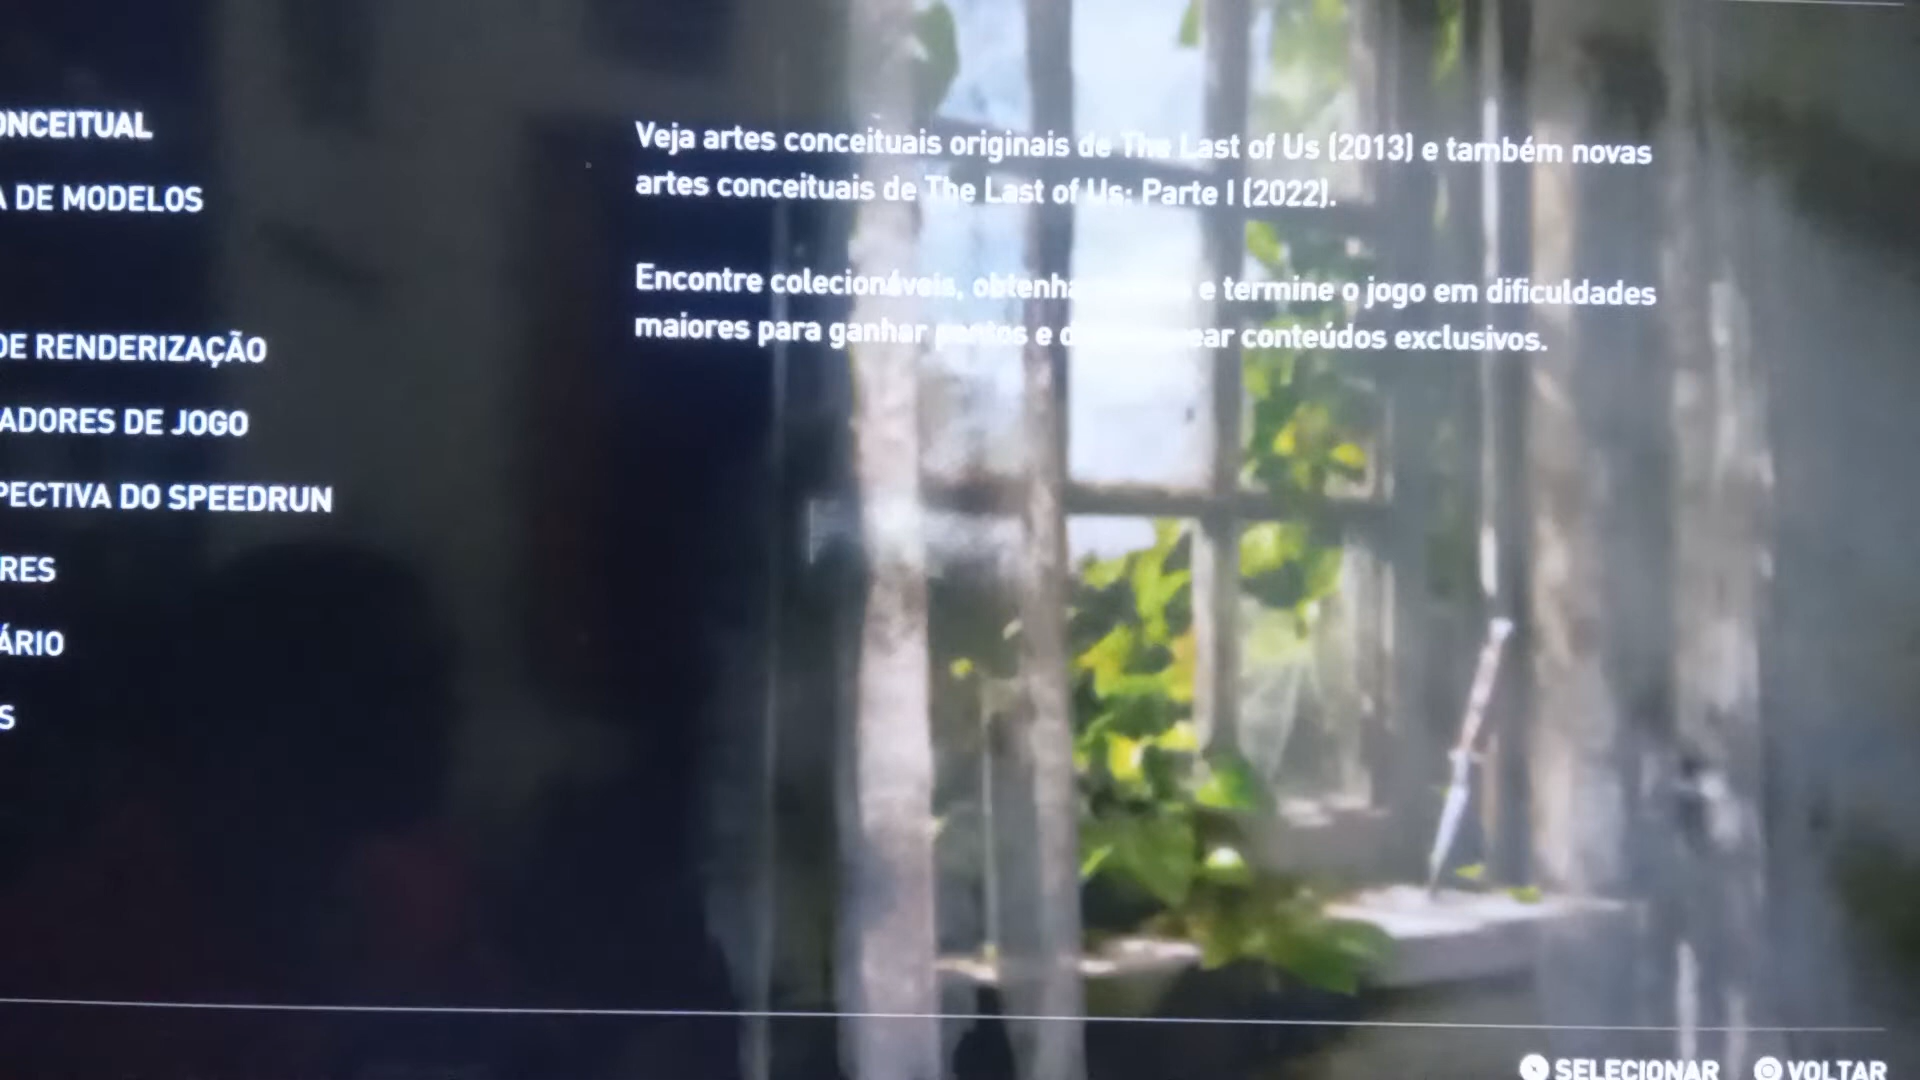 ONCEITUAL
A DE MODELOS
DE RENDERIZAÇÃO
ADORES DE JOGO
PECTIVA DO SPEEDRUN
RES
ÁRIO
S
Veja artes conceituais originais de The Last of Us (2013) e também novas
artes conceituais de The Last of Us: Parte I (2022).
Encontre colecionáveis, obtenha e termine o jogo em dificuldades
maiores para ganhar pontos e conteúdos exclusivos.
SELECIONAR
VOLTAR